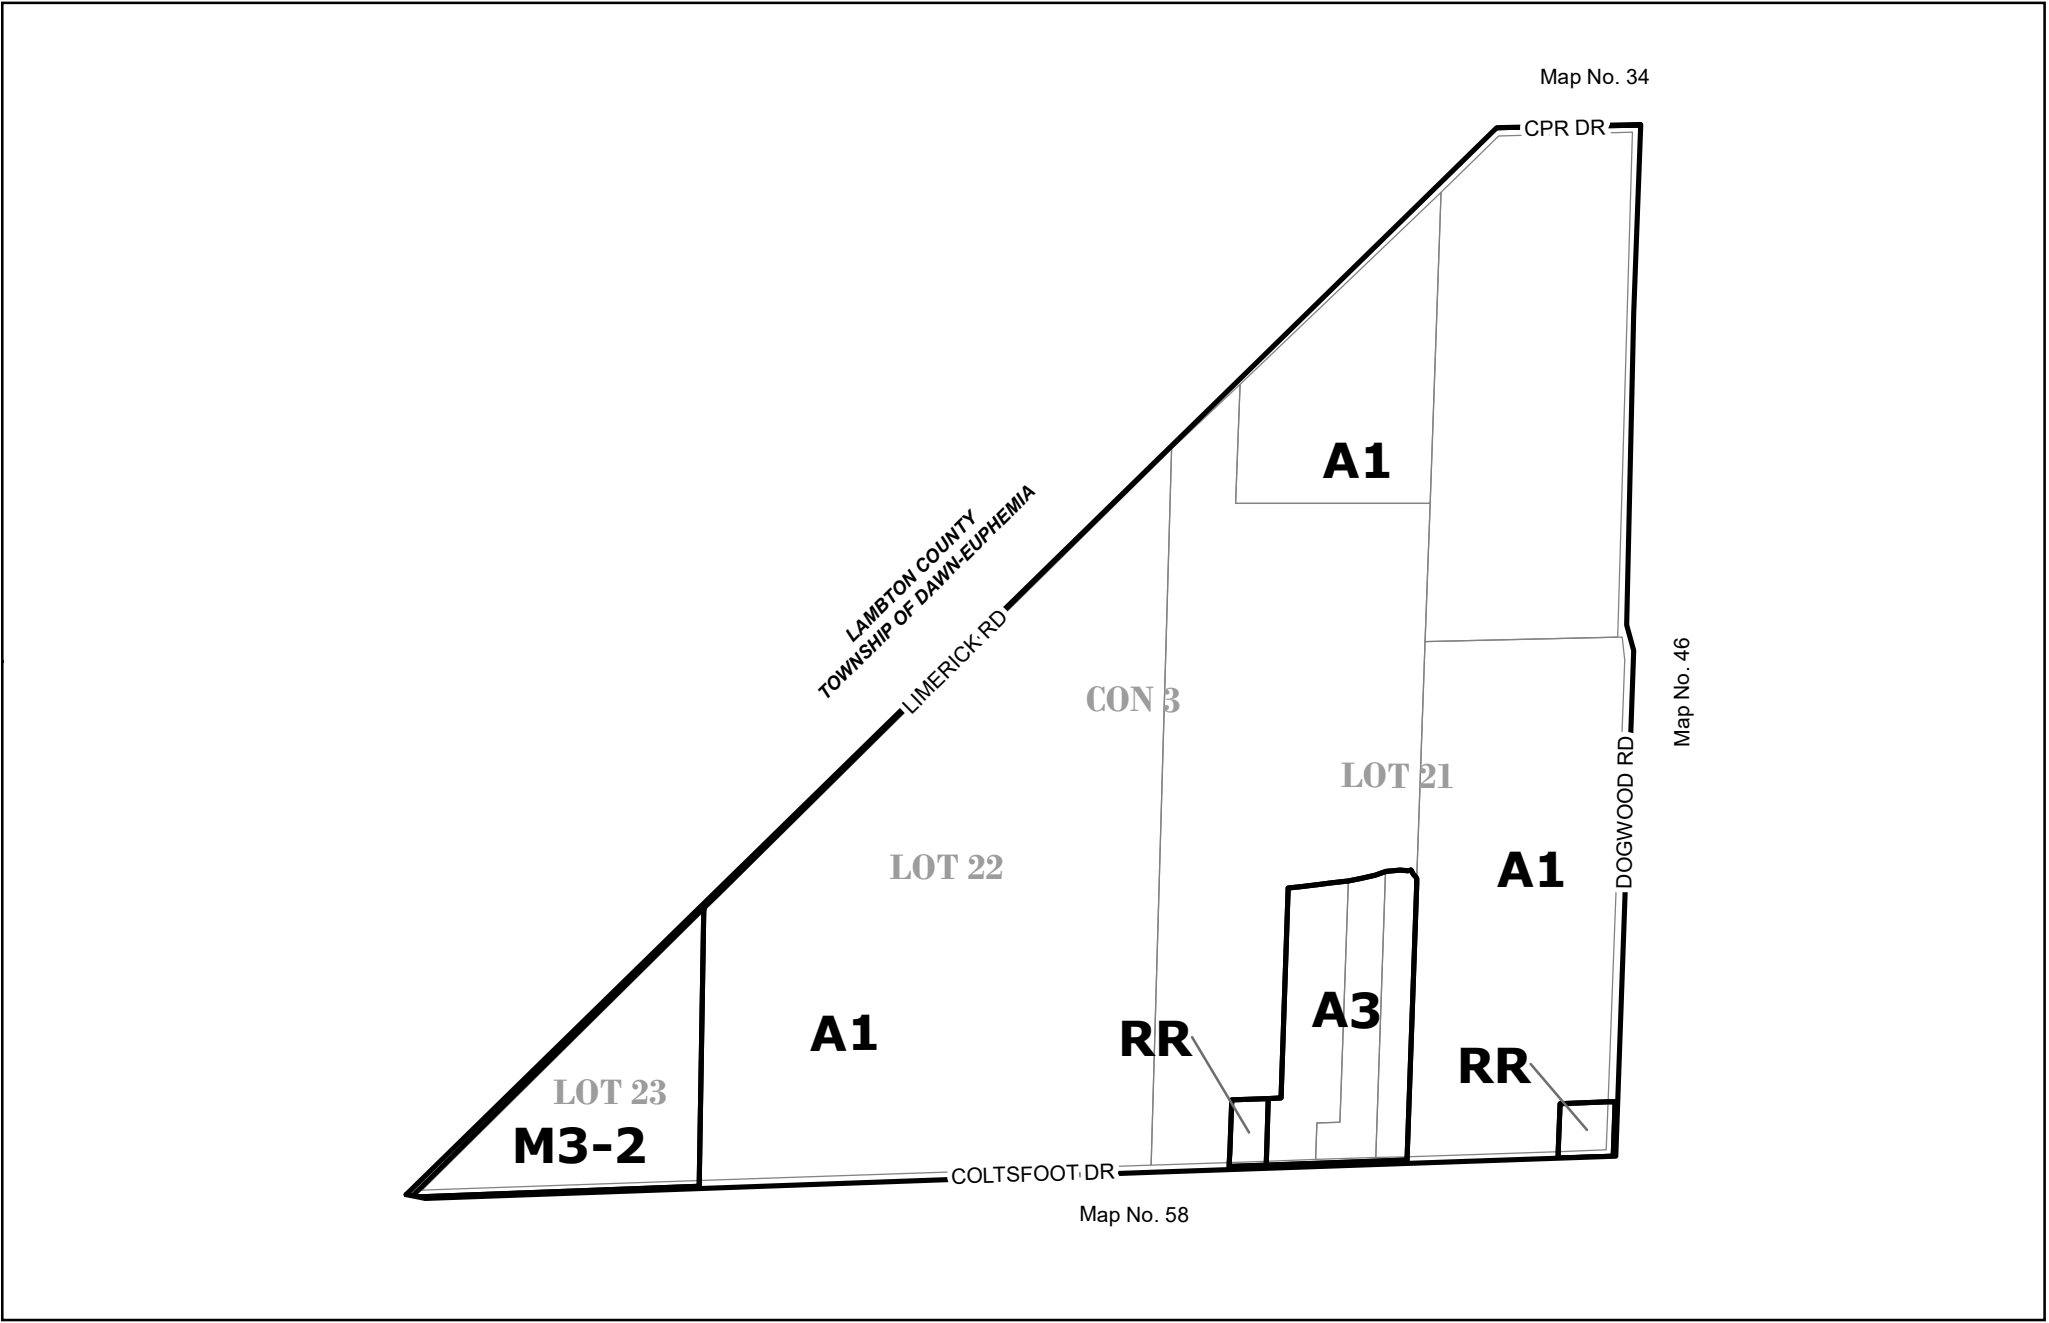 Map No. 34
CPR DR
A1
LAMBTON COUNTY
TOWNSHIP OF DAWN-EUPHEMIA
LIMERICK RD
CON 3
Map No. 46
LOT 21
DOGWOOD RD
LOT 22
A1
A3
A1
RR
RR
LOT 23
M3-2
COLTSFOOT DR
Map No. 58